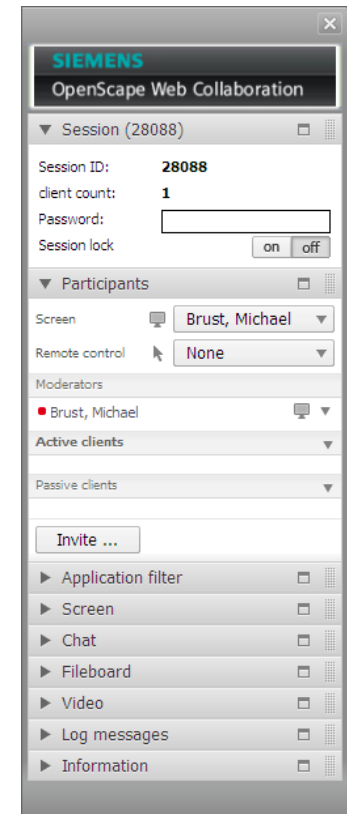 SIEMENS
OpenScape Web Collaboration
Session (28088)
Session ID: 28088
client count: 1
Password:
Session lock on off
Participants
Screen Brust, Michael
Remote control None
Moderators
Brust, Michael
Active clients
Passive clients
Invite ...
Application filter
Screen
Chat
Fileboard
Video
Log messages
Information